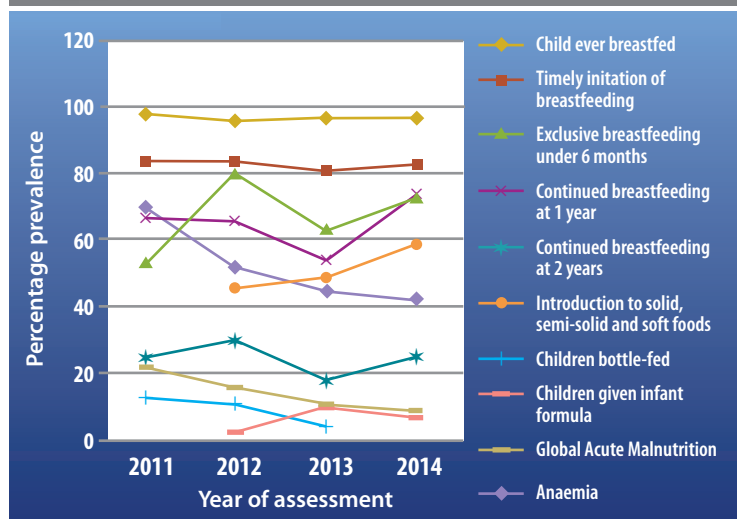 120
100
80
60
40
20
0
Percentage prevalence
2011 2012 2013 2014
Year of assessment
Child ever breastfed
Timely initation of
breastfeeding
Exclusive breastfeeding
under 6 months
Continued breastfeeding
at 1 year
Continued breastfeeding
at 2 years
Introduction to solid,
semi-solid and soft foods
Children bottle-fed
Children given infant
formula
Global Acute Malnutrition
Anaemia